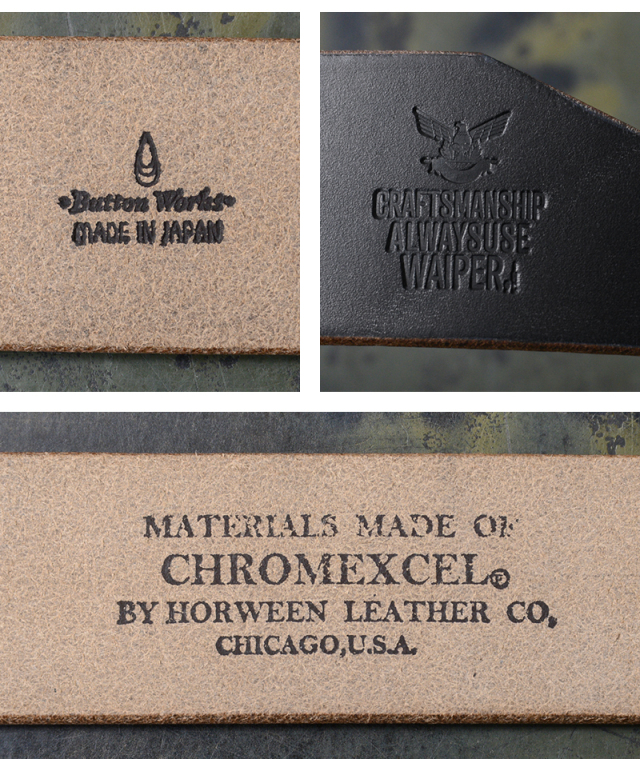 Button Works
MADE IN JAPAN
CRAFTSMANSHIP
ALWAYSUSE
WAIPER.
MATERIALS MADE OF
CHROMEXCEL®
BY HORWEEN LEATHER CO.
CHICAGO,U.S.A.